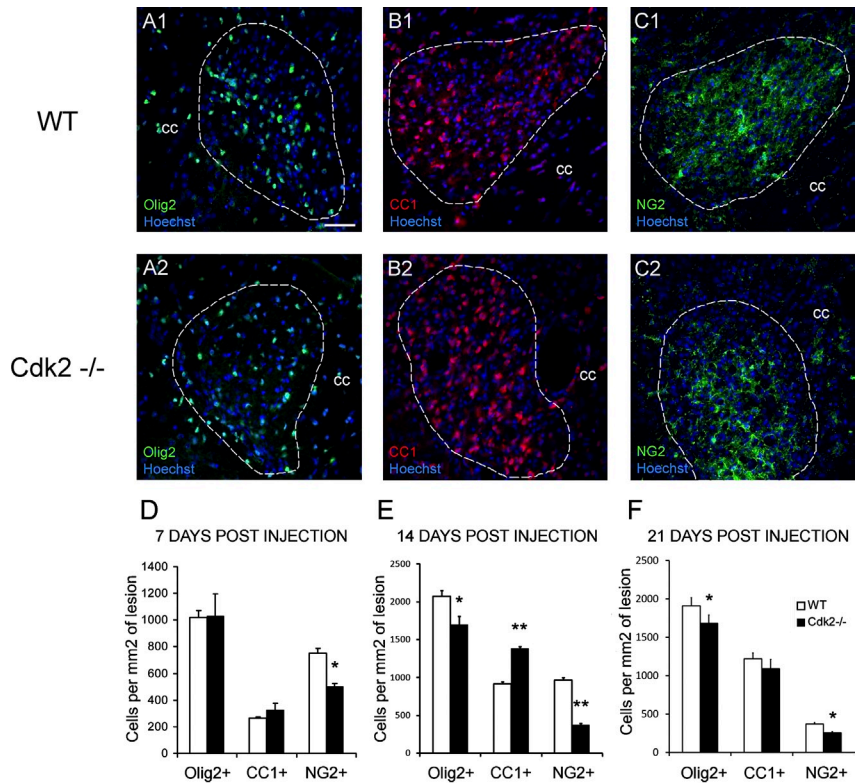 A1
B1
C1
WT
cc
cc
cc
Olig2
Hoechst
CC1
Hoechst
NG2
Hoechst
A2
B2
C2
Cdk2 -/-
cc
cc
cc
Olig2
Hoechst
CC1
Hoechst
NG2
Hoechst
D
7 DAYS POST INJECTION
Cells per mm2 of lesion
1400
1200
1000
800
600
400
200
0
*
Olig2+ CC1+ NG2+
E
14 DAYS POST INJECTION
Cells per mm2 of lesion
2500
2000
1500
1000
500
0
*
**
**
Olig2+ CC1+ NG2+
F
21 DAYS POST INJECTION
Cells per mm2 of lesion
2500
2000
1500
1000
500
0
*
*
WT
Cdk2-/-
Olig2+ CC1+ NG2+